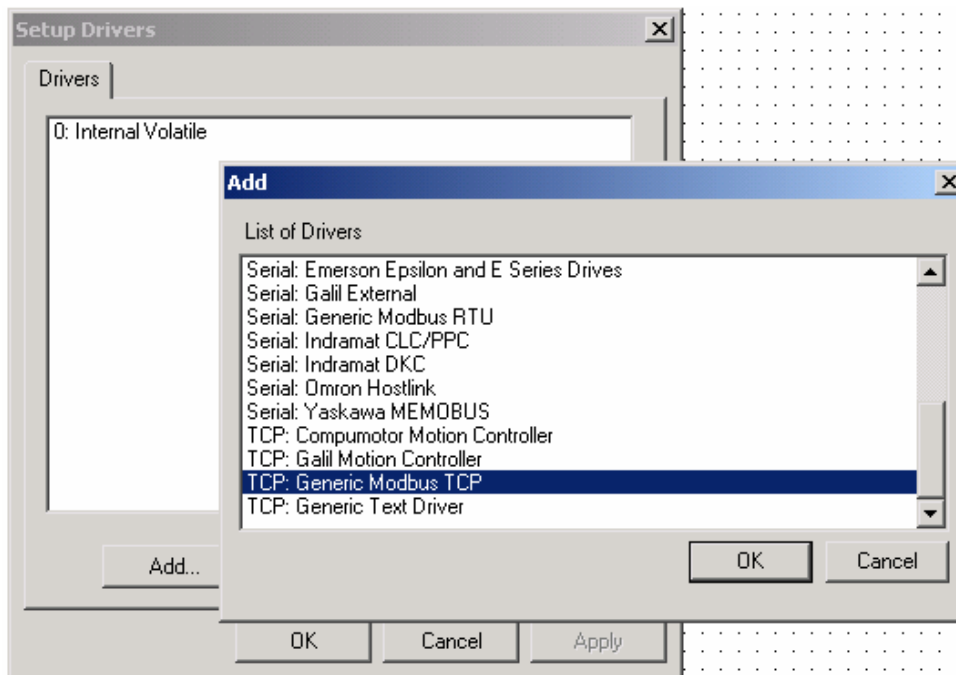 Setup Drivers
Drivers
0: Internal Volatile
Add
List of Drivers
Serial: Emerson Epsilon and E Series Drives
Serial: Galil External
Serial: Generic Modbus RTU
Serial: Indramat CLC/PPC
Serial: Indramat DKC
Serial: Omron Hostlink
Serial: Yaskawa MEMOBUS
TCP: Compumotor Motion Controller
TCP: Galil Motion Controller
TCP: Generic Modbus TCP
TCP: Generic Text Driver
OK Cancel
Add...
OK Cancel Apply